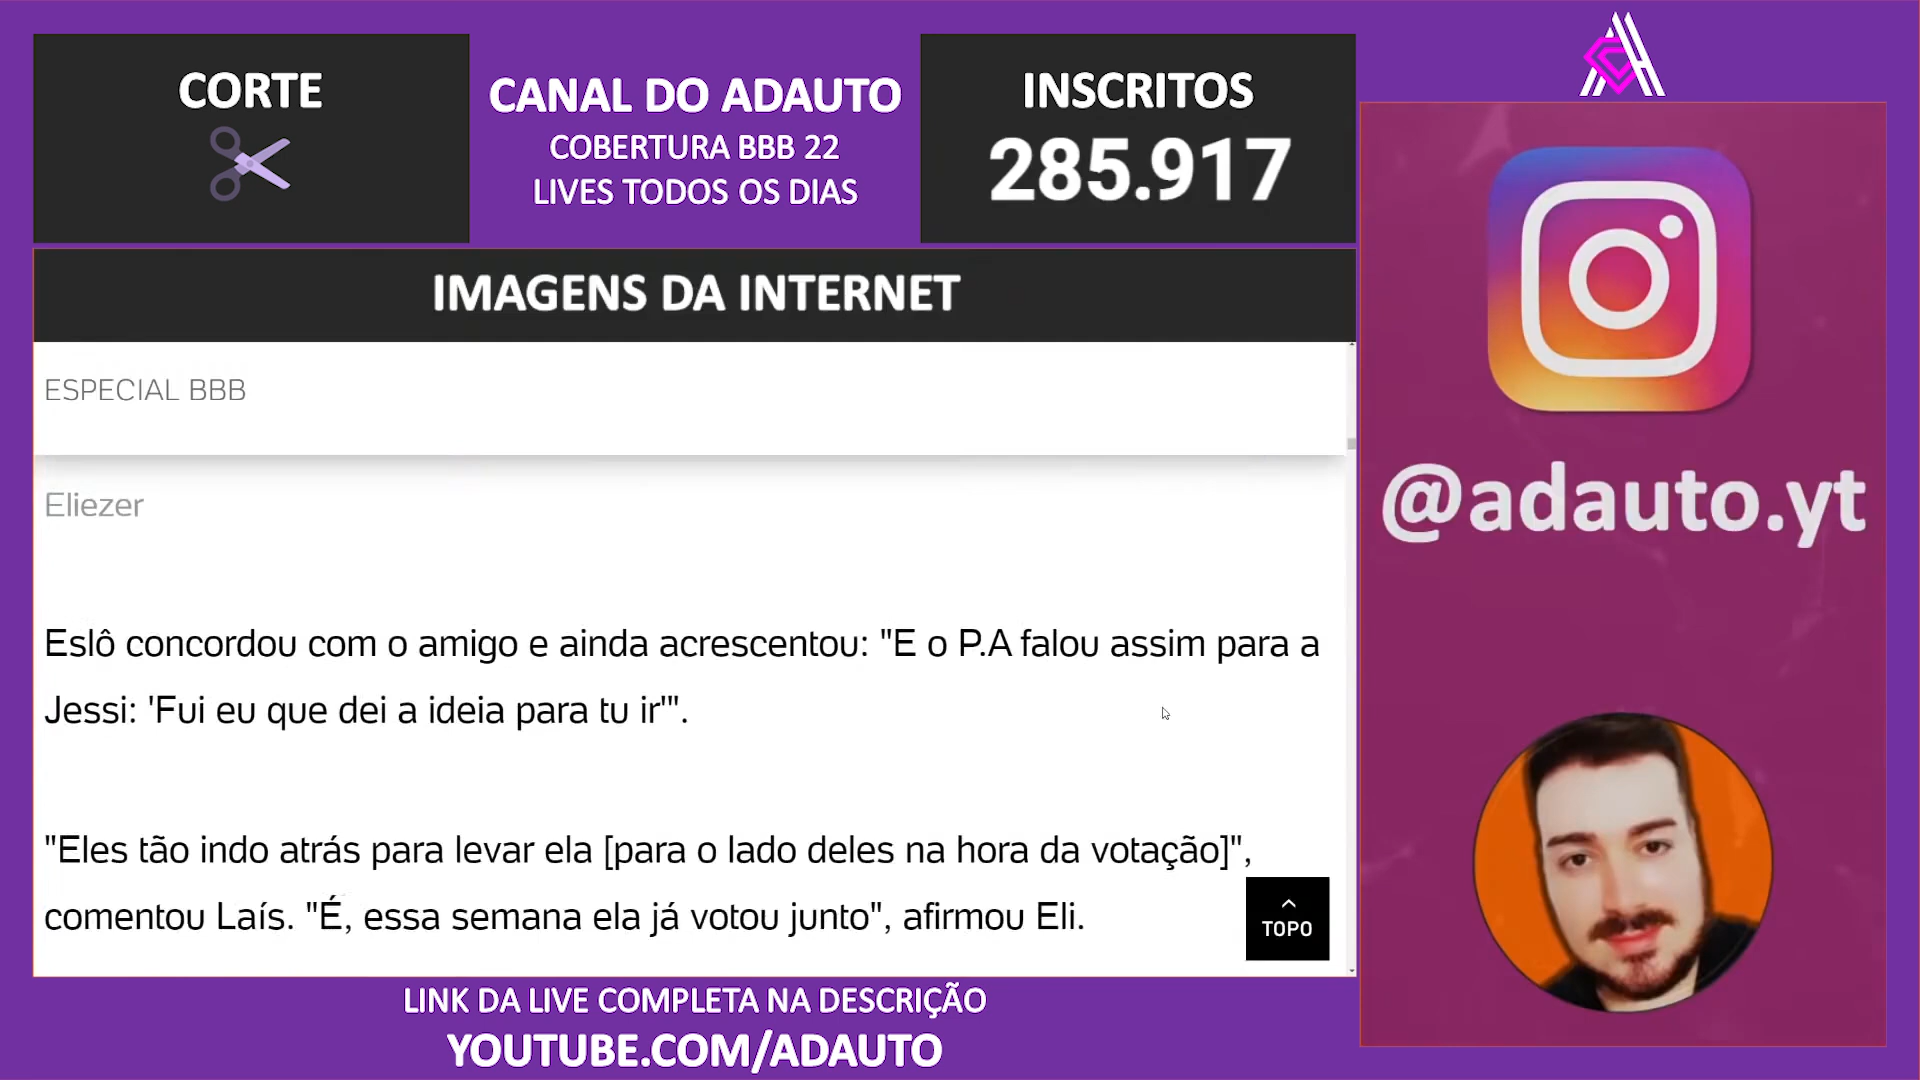 CORTE
CANAL DO ADAUTO
COBERTURA BBB 22
LIVES TODOS OS DIAS
INSCRITOS
285.917
IMAGENS DA INTERNET
ESPECIAL BBB
Eliezer
Eslô concordou com o amigo e ainda acrescentou: "E o P.A falou assim para a
Jessi: 'Fui eu que dei a ideia para tu ir'".
"Eles tão indo atrás para levar ela [para o lado deles na hora da votação]",
comentou Laís. "É, essa semana ela já votou junto", afirmou Eli.
TOPO
LINK DA LIVE COMPLETA NA DESCRIÇÃO
YOUTUBE.COM/ADAUTO
@adauto.yt